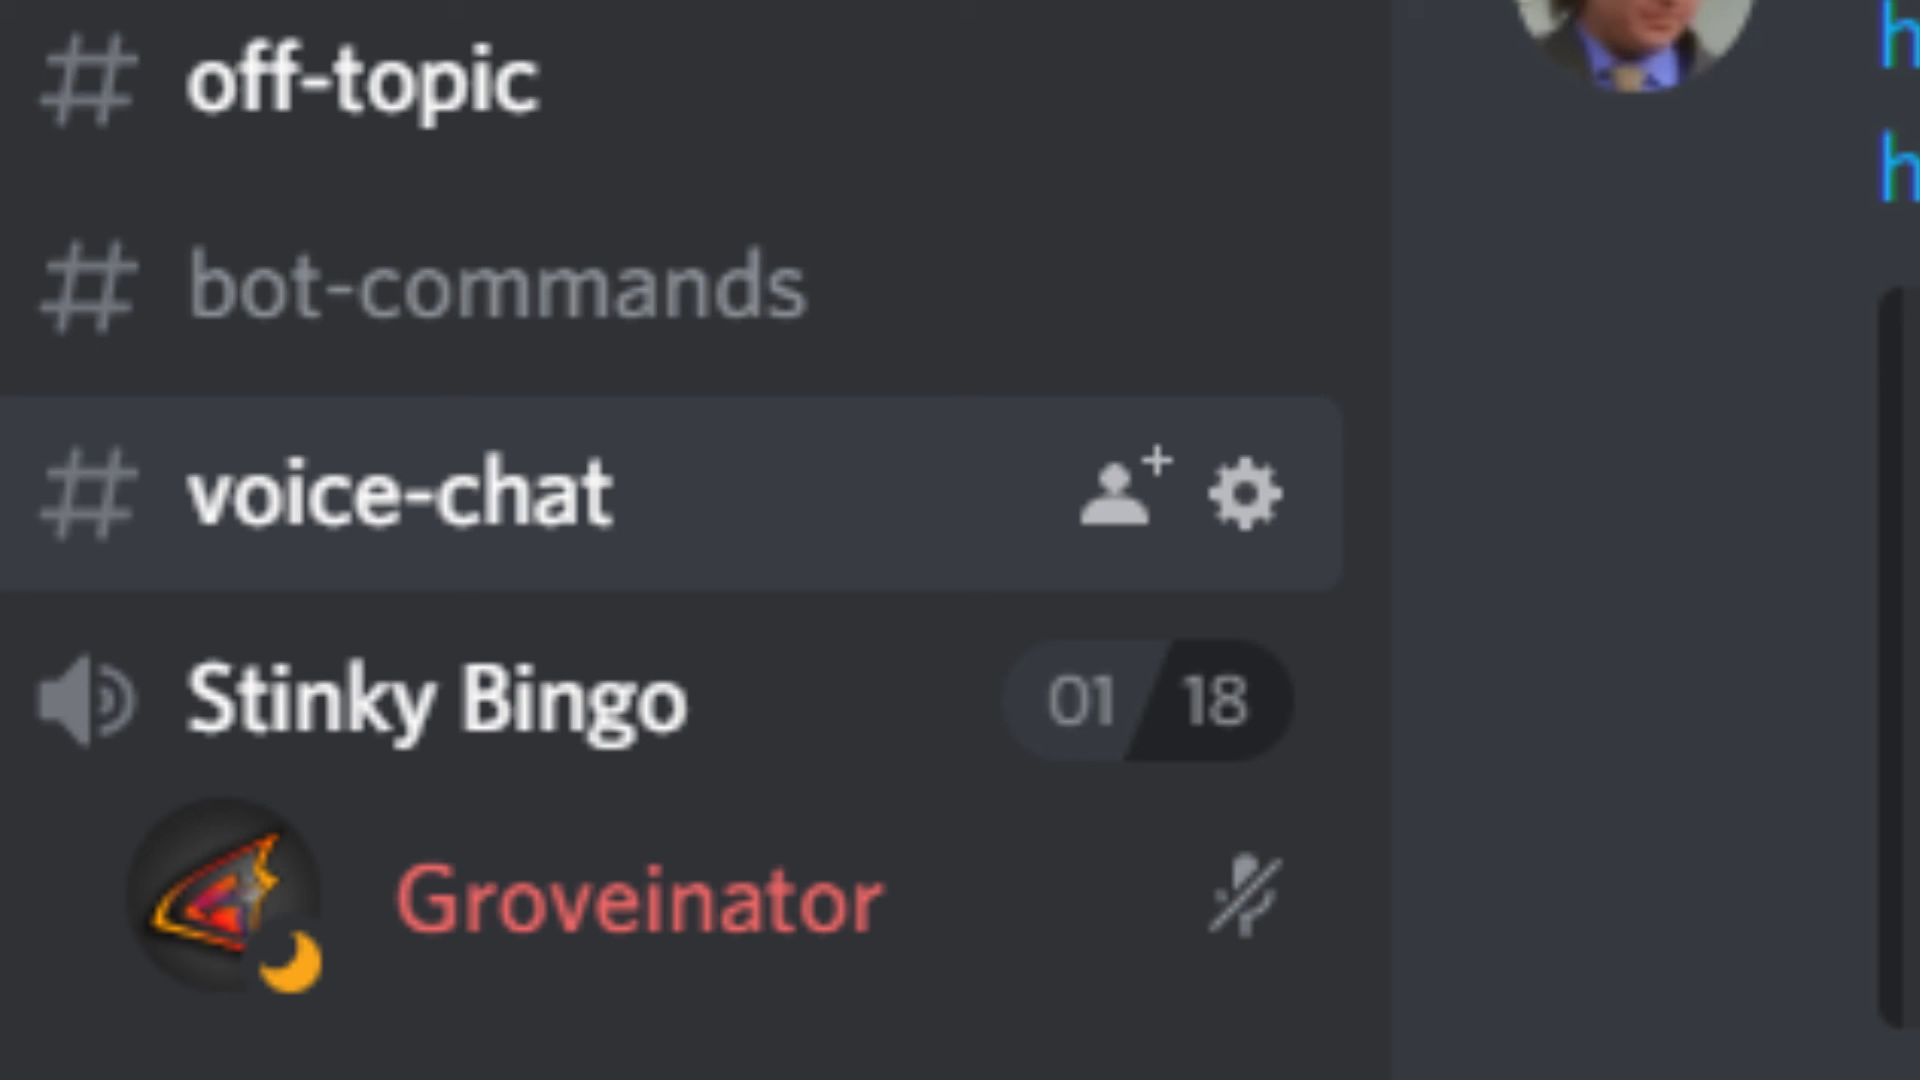 # off-topic
# bot-commands
# voice-chat
Stinky Bingo 01 18
Groveinator
h
h